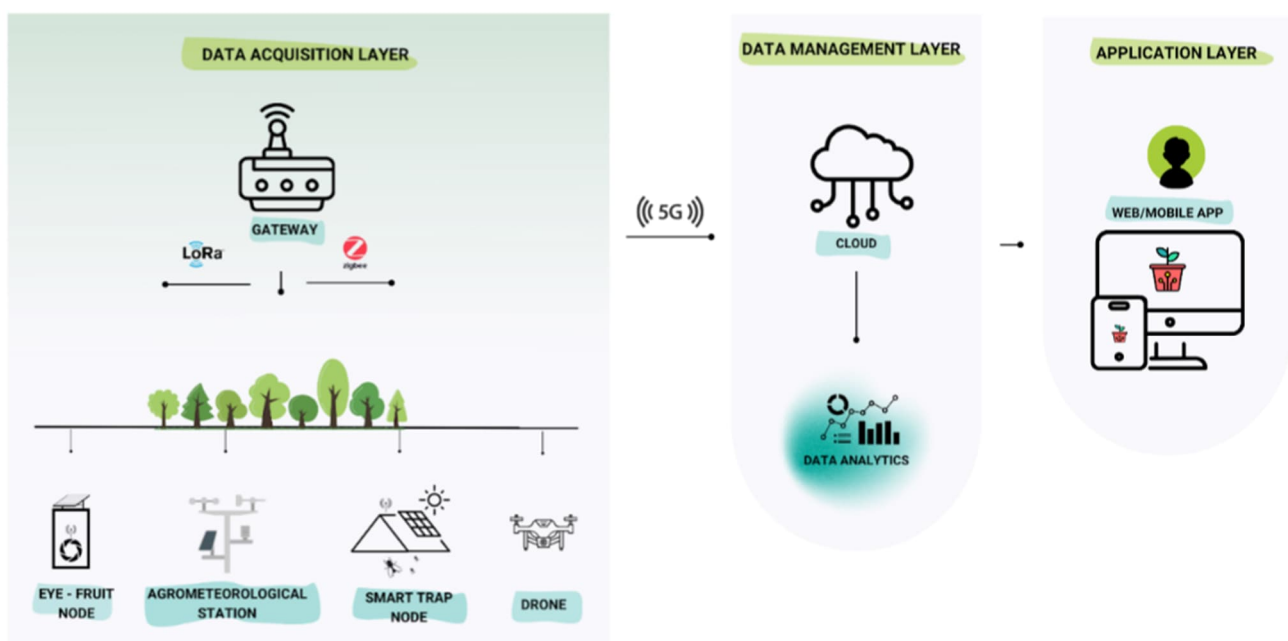 DATA ACQUISITION LAYER
GATEWAY
LoRa
zigbee
EYE - FRUIT
NODE
AGROMETEOROLOGICAL
STATION
SMART TRAP
NODE
DRONE
((( 5G )))
DATA MANAGEMENT LAYER
CLOUD
DATA ANALYTICS
APPLICATION LAYER
WEB/MOBILE APP